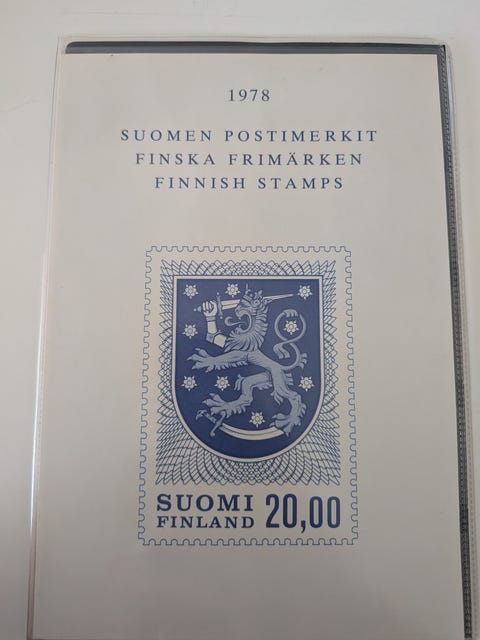 1978
SUOMEN POSTIMERKIT
FINSKA FRIMÄRKEN
FINNISH STAMPS
SUOMI
FINLAND 20,00